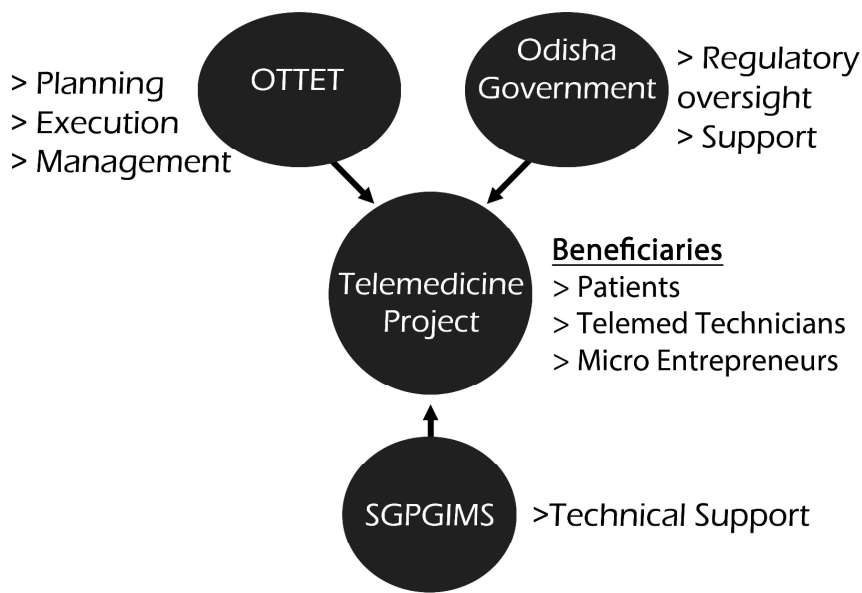 > Planning
> Execution
> Management
OTTET
Odisha
Government
> Regulatory
oversight
> Support
Telemedicine
Project
Beneficiaries
> Patients
> Telemed Technicians
> Micro Entrepreneurs
SGPGIMS
>Technical Support